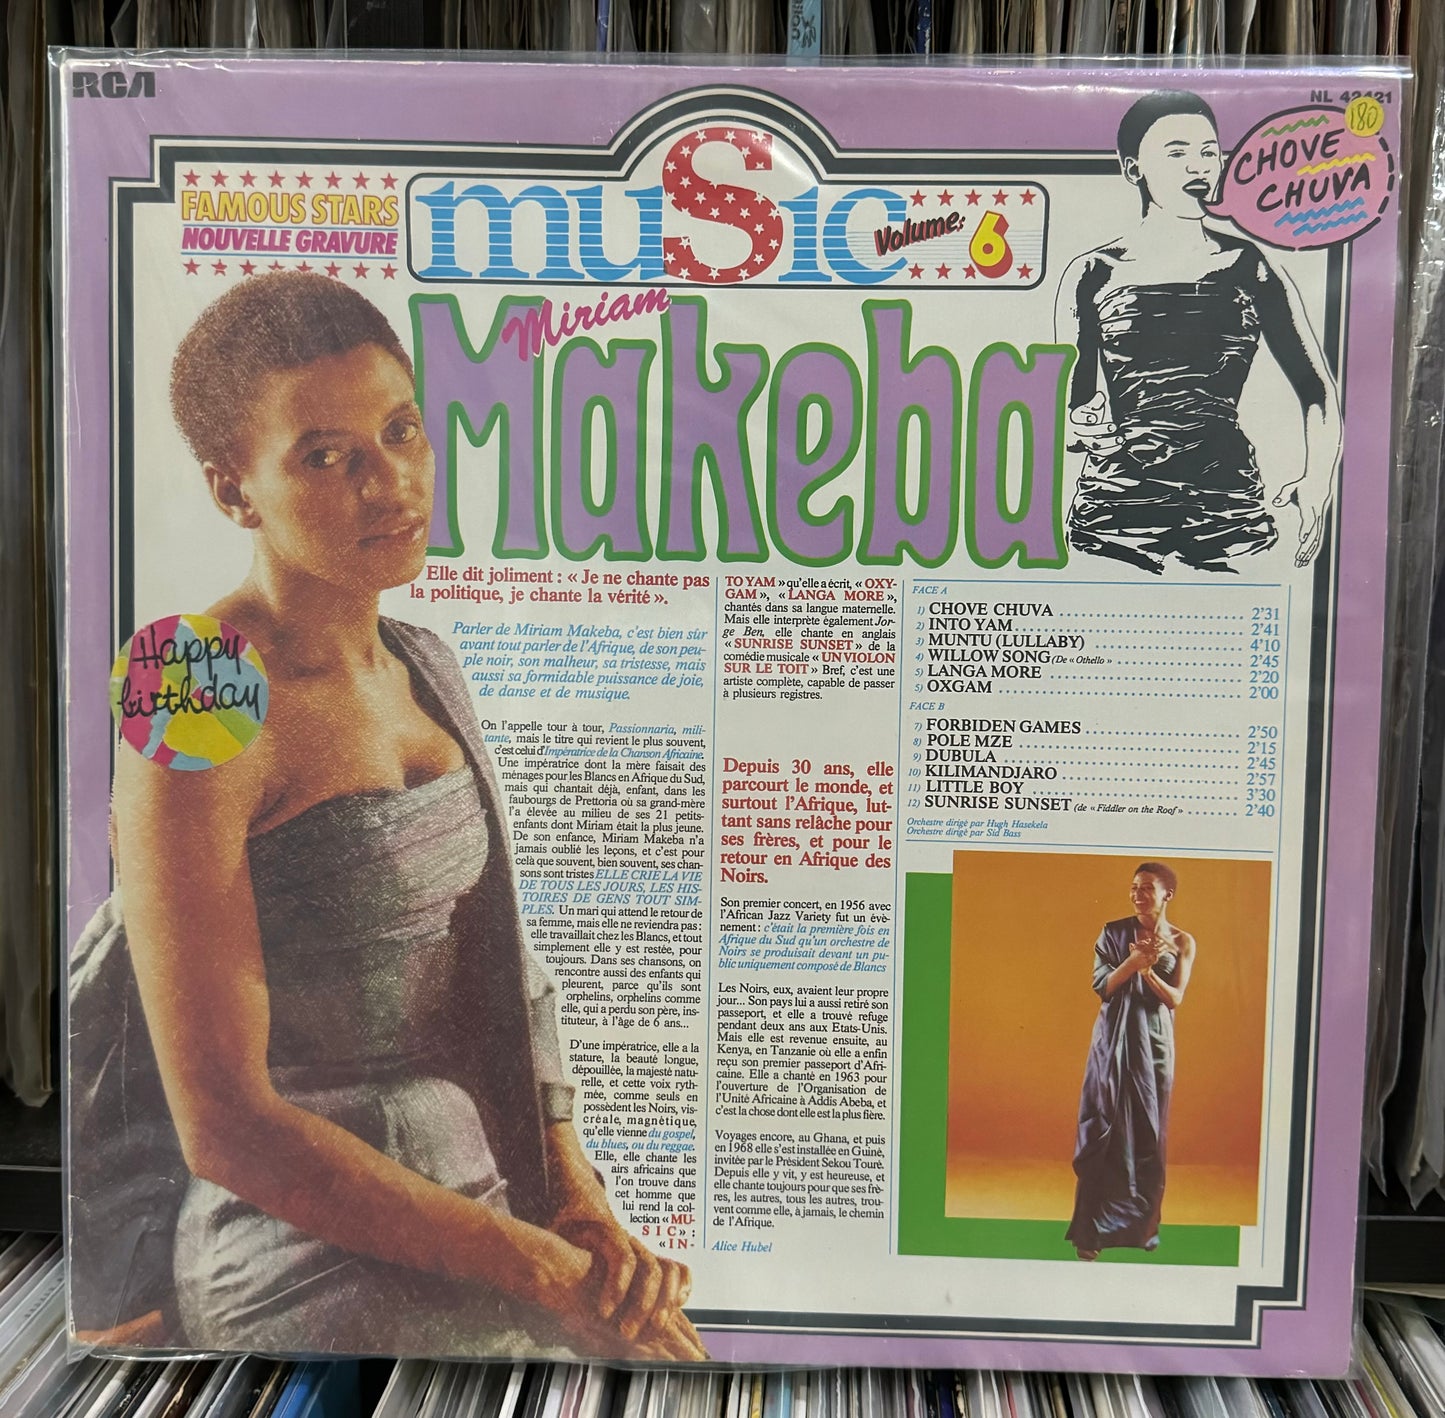 RCA
NL 42421
180
CHOVE
CHUVA
FAMOUS STARS
NOUVELLE GRAVURE
music
Volume: 6
Miriam
Makeba
Happy
birthday
Elle dit joliment : « Je ne chante pas
la politique, je chante la vérité ».
Parler de Miriam Makeba, c'est bien sûr
avant tout parler de l'Afrique, de son peu-
ple noir, son malheur, sa tristesse, mais
aussi sa formidable puissance de joie,
de danse et de musique.
On l'appelle tour à tour, Passionnaria, mili-
tante, mais le titre qui revient le plus souvent,
c'est celui d'Impératrice de la Chanson Africaine.
Une impératrice dont la mère faisait des
ménages pour les Blancs en Afrique du Sud,
mais qui chantait déjà, enfant, dans les
faubourgs de Prettoria où sa grand-mère
l'a élevée au milieu de ses 21 petits-
enfants dont Miriam était la plus jeune.
De son enfance, Miriam Makeba n'a
jamais oublié les leçons, et c'est pour
celà que souvent, bien souvent, ses chan-
sons sont tristes ELLE CRIE LA VIE
DE TOUS LES JOURS, LES HIS-
TOIRES DE GENS TOUT SIM-
PLES. Un mari qui attend le retour de
sa femme, mais elle ne reviendra pas :
elle travaillait chez les Blancs, et tout
simplement elle y est restée, pour
toujours. Dans ses chansons, on
rencontre aussi des enfants qui
pleurent, parce qu'ils sont
orphelins, orphelins comme
elle, qui a perdu son père, ins-
tituteur, à l'âge de 6 ans...
D'une impératrice, elle a la
stature, la beauté longue,
dépouillée, la majesté natu-
relle, et cette voix ryth-
mée, comme seuls en
possèdent les Noirs, vis-
créale, magnétique,
qu'elle vienne du gospel,
du blues, ou du reggae.
Elle, elle chante les
airs africains que
l'on trouve dans
cet homme que
lui rend la col-
lection « MU-
SIC » :
« IN-
TO YAM » qu'elle a écrit, « OXY-
GAM », « LANGA MORE »,
chantés dans sa langue maternelle.
Mais elle interprète également Jor-
ge Ben, elle chante en anglais
« SUNRISE SUNSET » de la
comédie musicale « UN VIOLON
SUR LE TOIT » Bref, c'est une
artiste complète, capable de passer
à plusieurs registres.
Depuis 30 ans, elle
parcourt le monde, et
surtout l'Afrique, lut-
tant sans relâche pour
ses frères, et pour le
retour en Afrique des
Noirs.
Son premier concert, en 1956 avec
l'African Jazz Variety fut un évè-
nement : c'était la première fois en
Afrique du Sud qu'un orchestre de
Noirs se produisait devant un pu-
blic uniquement composé de Blancs
Les Noirs, eux, avaient leur propre
jour... Son pays lui a aussi retiré son
passeport, et elle a trouvé refuge
pendant deux ans aux Etats-Unis.
Mais elle est revenue ensuite, au
Kenya, en Tanzanie où elle a enfin
reçu son premier passeport d'Afri-
caine. Elle a chanté en 1963 pour
l'ouverture de l'Organisation de
l'Unité Africaine à Addis Abeba, et
c'est la chose dont elle est la plus fière.
Voyages encore, au Ghana, et puis
en 1968 elle s'est installée en Guiné,
invitée par le Président Sekou Touré.
Depuis elle y vit, y est heureuse, et
elle chante toujours pour que ses frè-
res, les autres, tous les autres, trou-
vent comme elle, à jamais, le chemin
de l'Afrique.
Alice Hubel
FACE A
1) CHOVE CHUVA 2'31
2) INTO YAM 2'41
3) MUNTU (LULLABY) 4'10
4) WILLOW SONG (De « Othello » 2'45
5) LANGA MORE 2'20
5) OXGAM 2'00
FACE B
7) FORBIDEN GAMES 2'50
8) POLE MZE 2'15
9) DUBULA 2'45
10) KILIMANDJARO 2'57
11) LITTLE BOY 3'30
12) SUNRISE SUNSET (de « Fiddler on the Roof » 2'40
Orchestre dirigé par Hugh Hasekela
Orchestre dirigé par Sid Bass